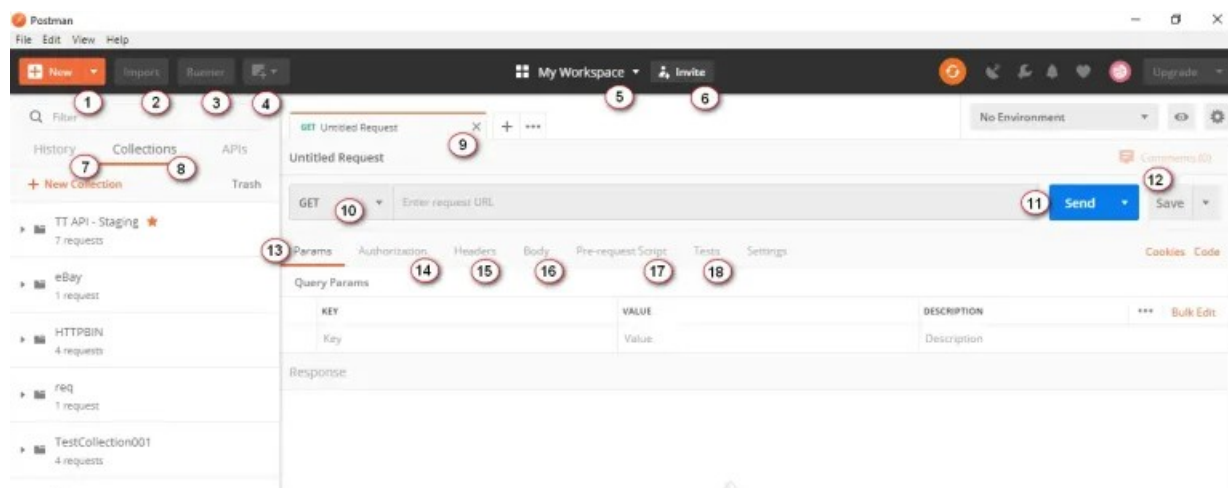 Postman
File Edit View Help
New Import Runner My Workspace Invite Upgrade
1 2 3 4 5 6
Filter
GET Untitled Request
9
No Environment
History Collections APIs
7 8
Untitled Request
Comments (0)
+ New Collection Trash
12
GET 10 Enter request URL 11 Send Save
TT API - Staging
7 requests
13 Params Authorization Headers Body Pre-request Script Tests Settings Cookies Code
14 15 16 17 18
eBay
1 request
Query Params
KEY VALUE DESCRIPTION Bulk Edit
HTTPBIN
4 requests
Key Value Description
Response
req
1 request
TestCollection001
4 requests